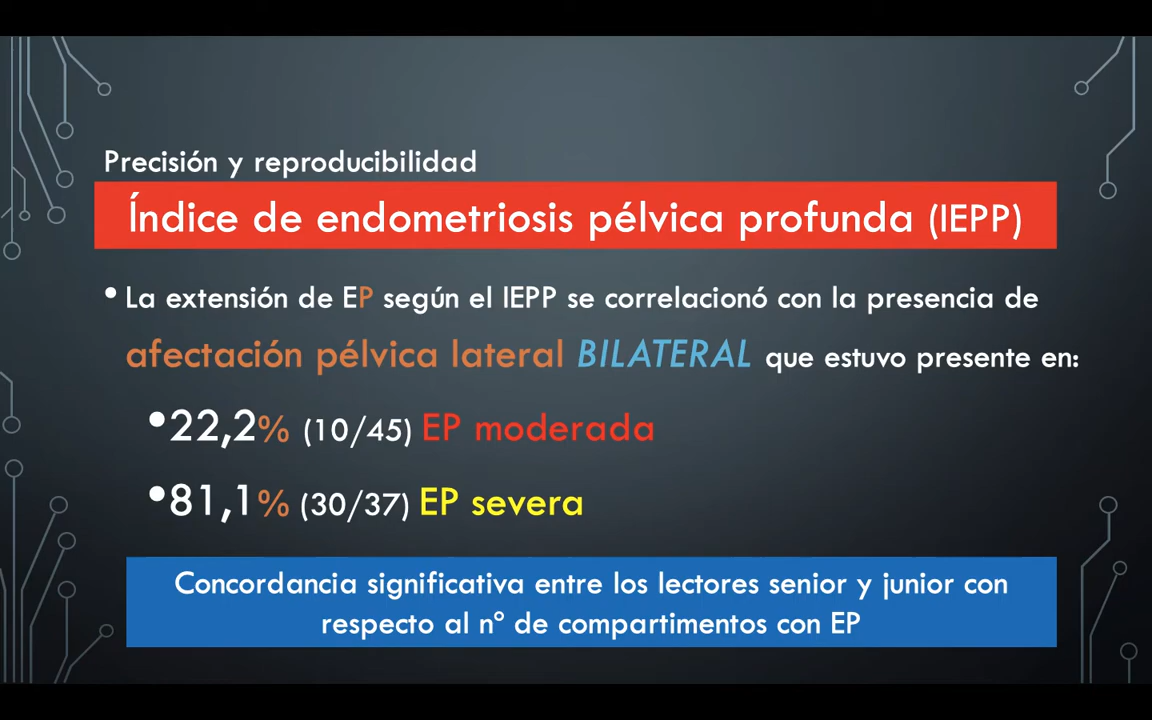 Precisión y reproducibilidad
Índice de endometriosis pélvica profunda (IEPP)
• La extensión de EP según el IEPP se correlacionó con la presencia de
afectación pélvica lateral BILATERAL que estuvo presente en:
•22,2% (10/45) EP moderada
•81,1% (30/37) EP severa
Concordancia significativa entre los lectores senior y junior con
respecto al nº de compartimentos con EP